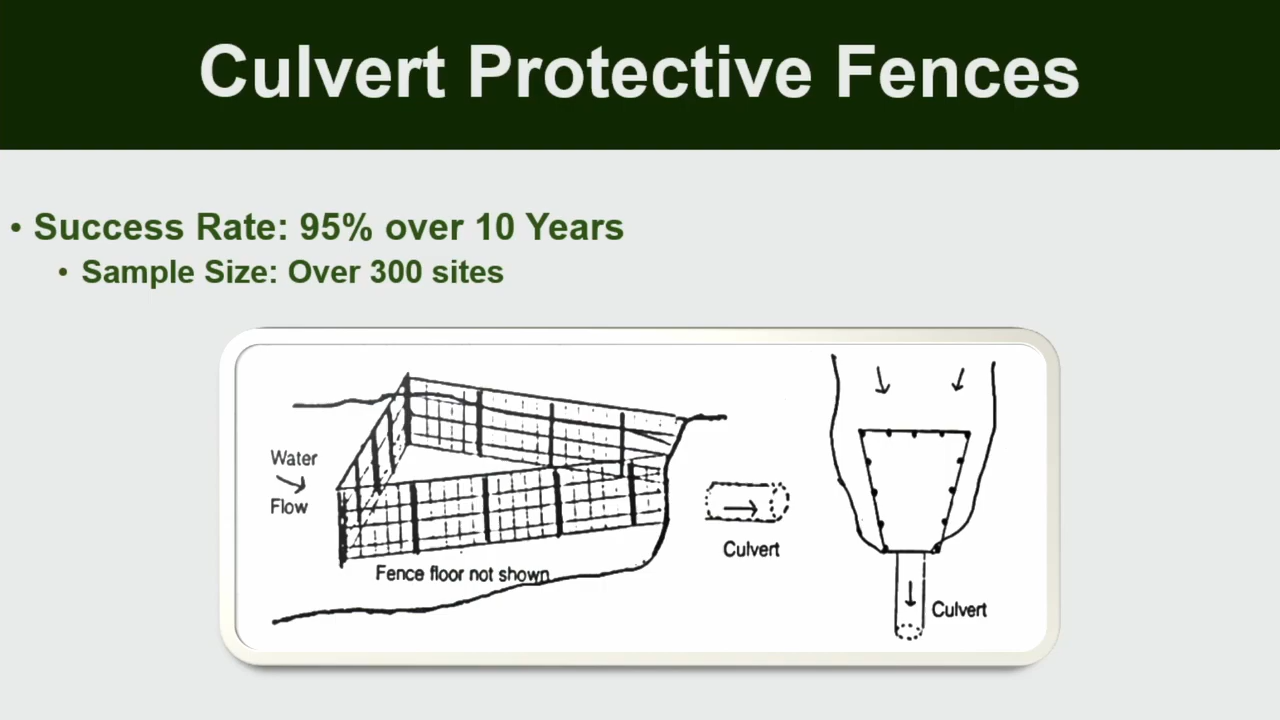 Culvert Protective Fences
• Success Rate: 95% over 10 Years
• Sample Size: Over 300 sites
Water
Flow
Fence floor not shown
Culvert
Culvert